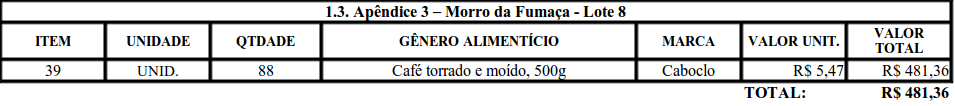 1.3. Apêndice 3 – Morro da Fumaça - Lote 8
ITEM UNIDADE QTDADE GÊNERO ALIMENTÍCIO MARCA VALOR UNIT. VALOR TOTAL
39 UNID. 88 Café torrado e moído, 500g Caboclo R$ 5,47 R$ 481,36
TOTAL: R$ 481,36